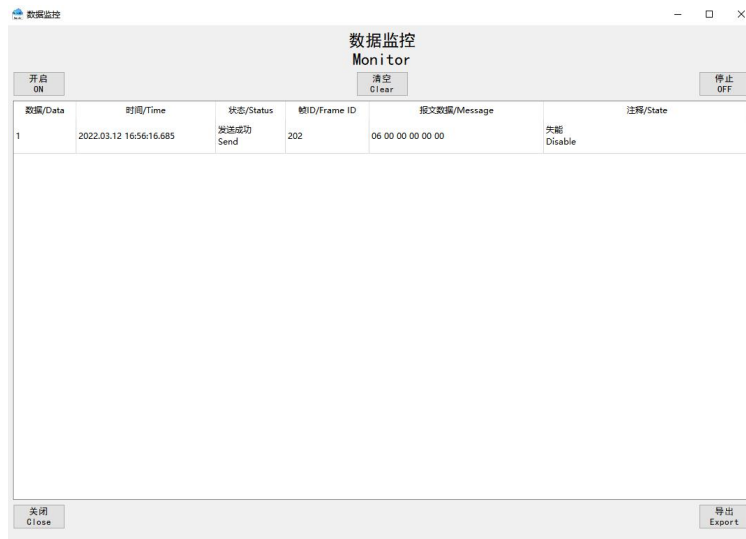 数据监控
数据监控
Monitor
开启
ON
清空
Clear
停止
OFF
数据/Data 时间/Time 状态/Status 帧ID/Frame ID 报文数据/Message 注释/State
1 2022.03.12 16:56:16.685 发送成功 Send 202 06 00 00 00 00 00 失能 Disable
关闭
Close
导出
Export